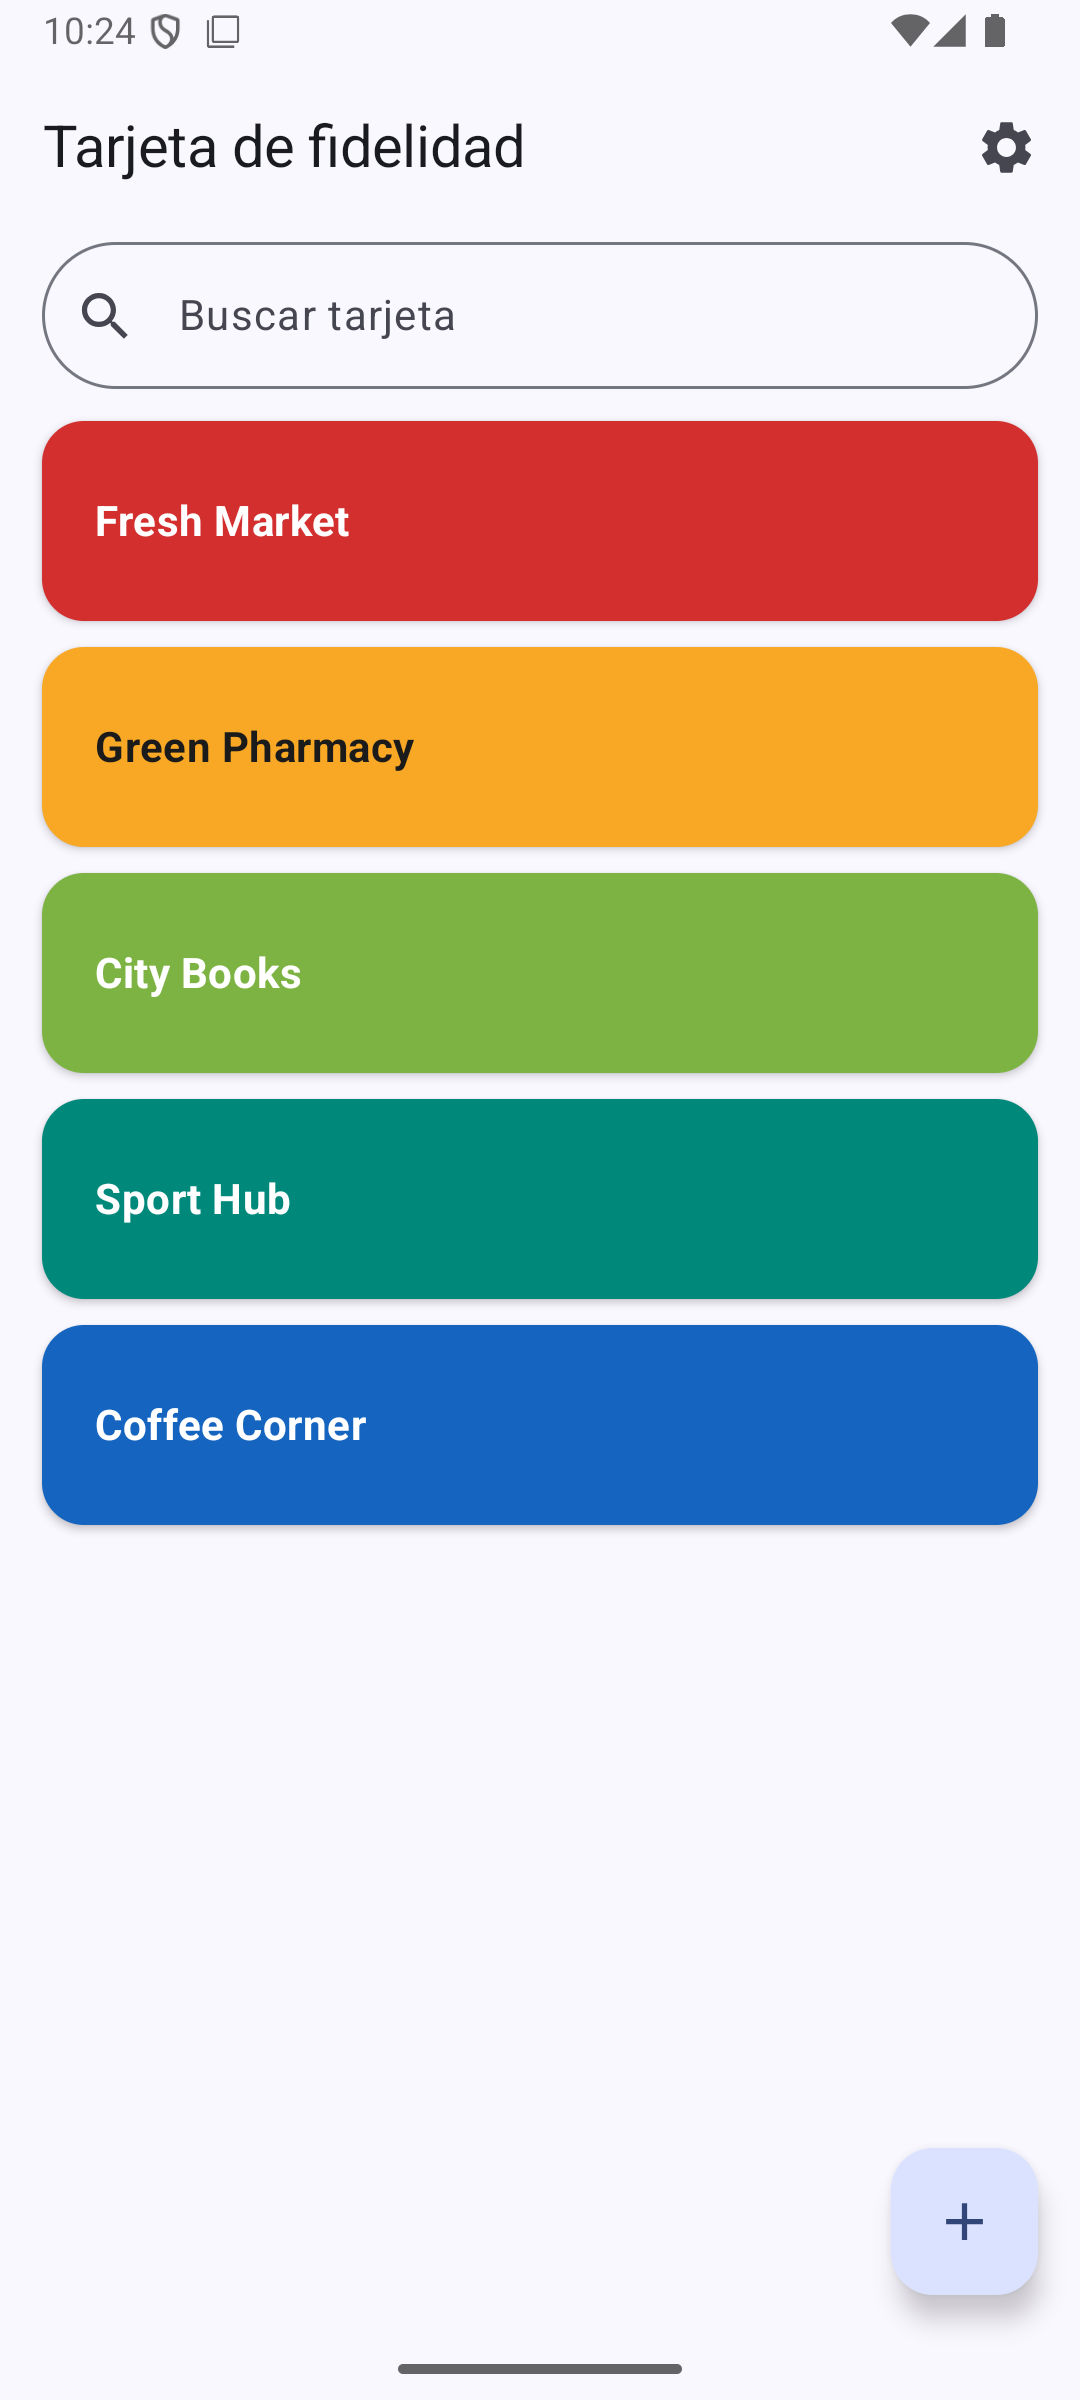 10:24
Tarjeta de fidelidad
Buscar tarjeta
Fresh Market
Green Pharmacy
City Books
Sport Hub
Coffee Corner